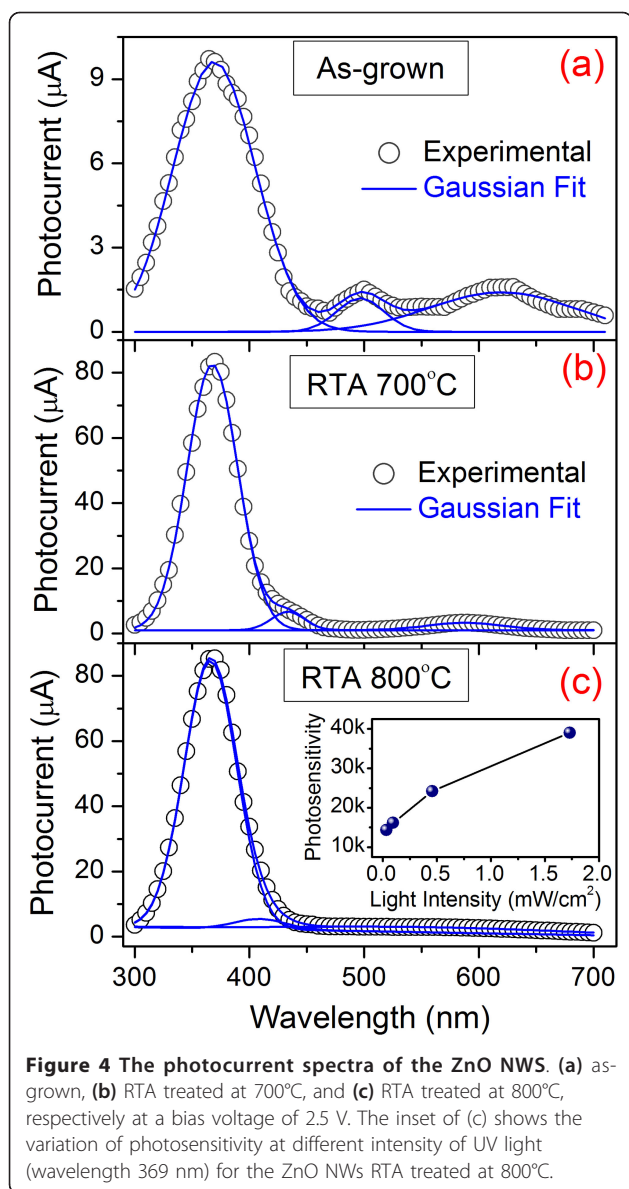 Photocurrent (μA)
9
6
3
0
As-grown
(a)
Experimental
Gaussian Fit
Photocurrent (μA)
80
60
40
20
0
RTA 700°C
(b)
Experimental
Gaussian Fit
Photocurrent (μA)
80
60
40
20
0
RTA 800°C
(c)
Photosensitivity
40k
30k
20k
10k
0.0 0.5 1.0 1.5 2.0
Light Intensity (mW/cm²)
300 400 500 600 700
Wavelength (nm)
Figure 4 The photocurrent spectra of the ZnO NWS. (a) as-
grown, (b) RTA treated at 700°C, and (c) RTA treated at 800°C,
respectively at a bias voltage of 2.5 V. The inset of (c) shows the
variation of photosensitivity at different intensity of UV light
(wavelength 369 nm) for the ZnO NWs RTA treated at 800°C.